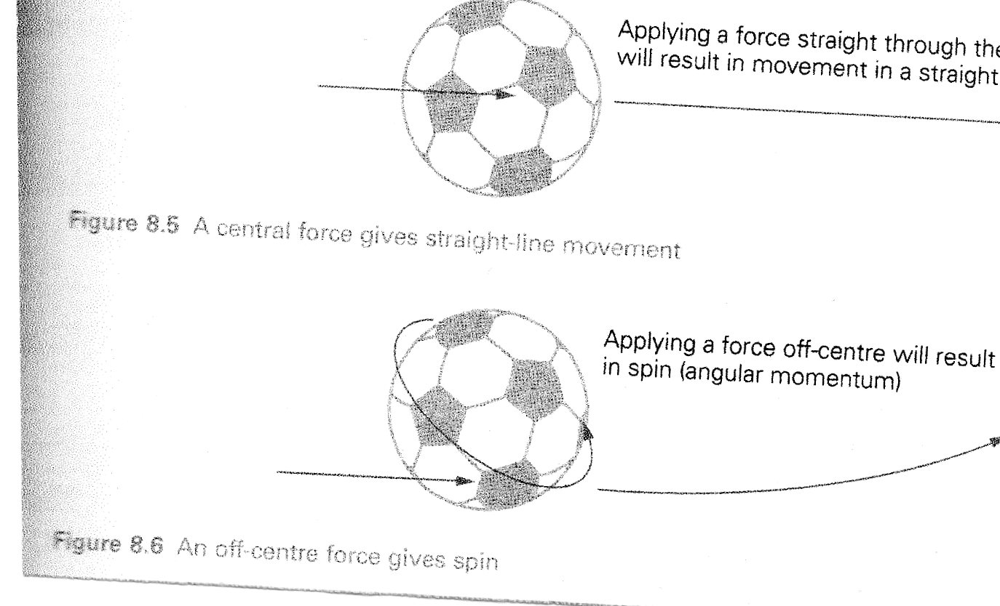 Applying a force straight through the
will result in movement in a straight
Figure 8.5 A central force gives straight-line movement
Applying a force off-centre will result
in spin (angular momentum)
Figure 8.6 An off-centre force gives spin